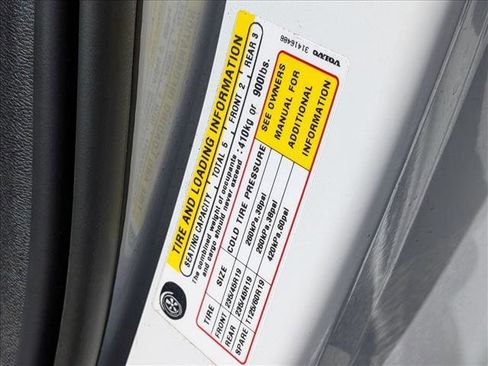 TIRE AND LOADING INFORMATION
SEATING CAPACITY TOTAL 5 FRONT 2 REAR 3
The combined weight of occupants
and cargo should never exceed : 410kg or 900lbs.
TIRE SIZE COLD TIRE PRESSURE
FRONT 235/45R19 260kPa,38psi
REAR 235/45R19 260kPa,38psi
SPARE T125/60R19 420kPa,60psi
SEE OWNERS
MANUAL FOR
ADDITIONAL
INFORMATION
VOLVO 31416486